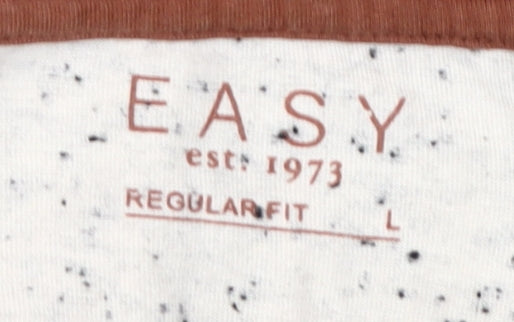 EASY
est: 1973
REGULAR FIT L